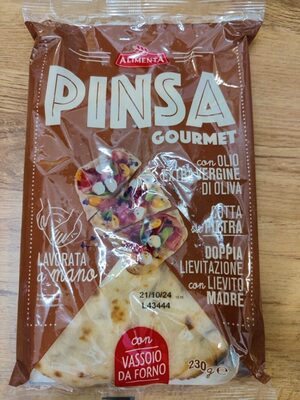 ALIMENTA
PINSA
GOURMET
con OLIO
EXTRAVERGINE
DI OLIVA
COTTA
su PIETRA
DOPPIA
LIEVITAZIONE
con LIEVITO
MADRE
LAVORATA
a mano
21/10/24
L43444
con
VASSOIO
DA FORNO
230g e